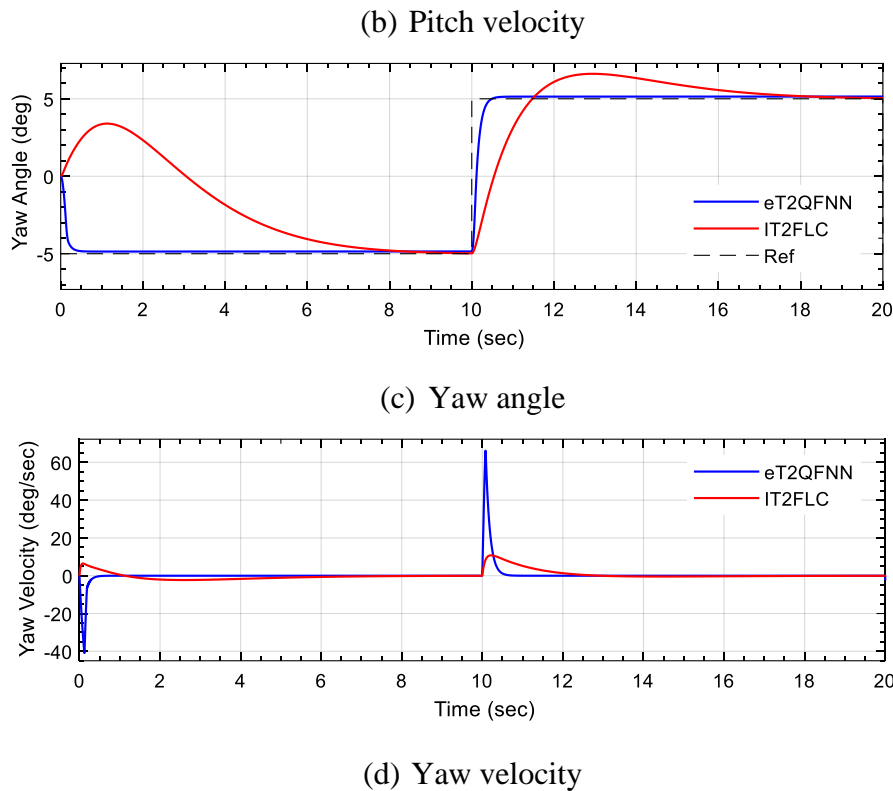 (b) Pitch velocity
Yaw Angle (deg)
5
0
-5
eT2QFNN
IT2FLC
Ref
0 2 4 6 8 10 12 14 16 18 20
Time (sec)
(c) Yaw angle
Yaw Velocity (deg/sec)
60
40
20
0
-20
-40
eT2QFNN
IT2FLC
0 2 4 6 8 10 12 14 16 18 20
Time (sec)
(d) Yaw velocity